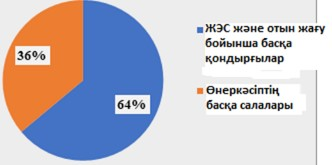 36%
64%
ЖЭС және отын жағу
бойынша басқа
қондырғылар
Өнеркәсіптің
басқа салалары